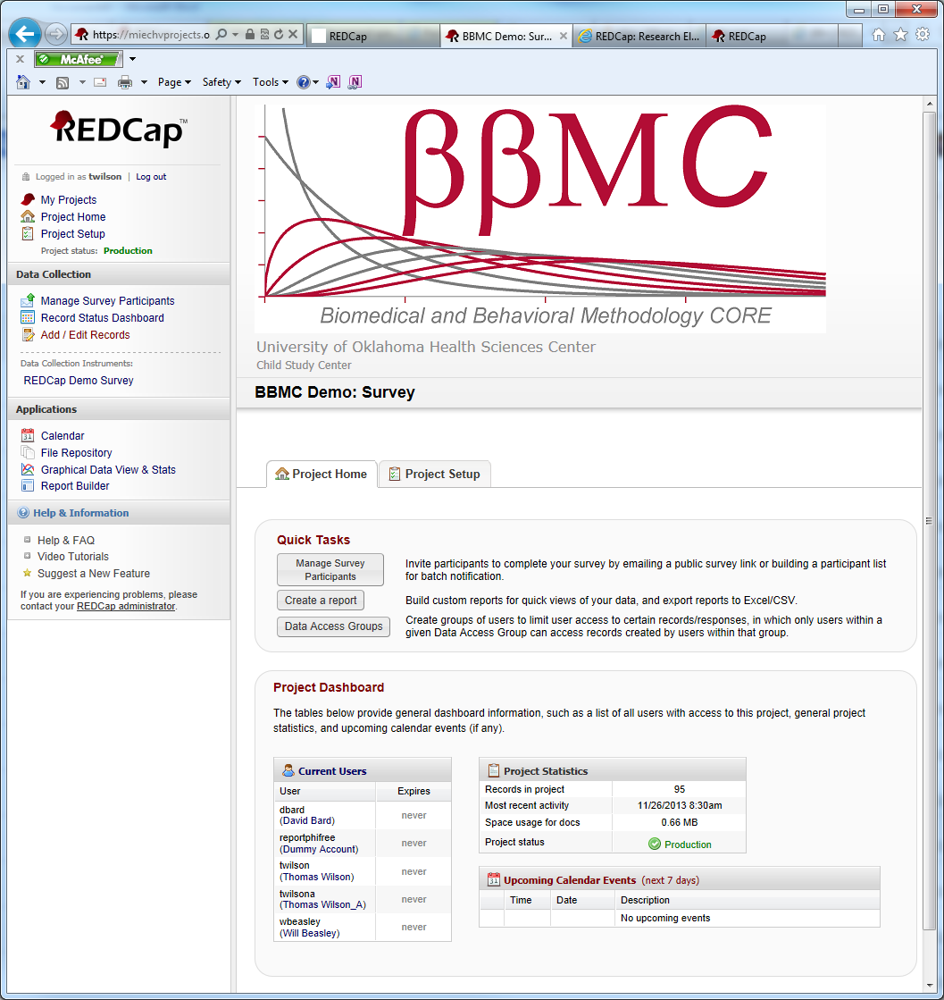 https://miechvprojects.o
REDCap
BBMC Demo: Sur...
REDCap: Research El...
REDCap
McAfee
Page
Safety
Tools
REDCap™
Logged in as twilson | Log out
My Projects
Project Home
Project Setup
Project status: Production
Data Collection
Manage Survey Participants
Record Status Dashboard
Add / Edit Records
Data Collection Instruments:
REDCap Demo Survey
Applications
Calendar
File Repository
Graphical Data View & Stats
Report Builder
Help & Information
Help & FAQ
Video Tutorials
Suggest a New Feature
If you are experiencing problems, please
contact your REDCap administrator.
ββMC
Biomedical and Behavioral Methodology CORE
University of Oklahoma Health Sciences Center
Child Study Center
BBMC Demo: Survey
Project Home
Project Setup
Quick Tasks
Manage Survey
Participants
Invite participants to complete your survey by emailing a public survey link or building a participant list
for batch notification.
Create a report
Build custom reports for quick views of your data, and export reports to Excel/CSV.
Data Access Groups
Create groups of users to limit user access to certain records/responses, in which only users within a
given Data Access Group can access records created by users within that group.
Project Dashboard
The tables below provide general dashboard information, such as a list of all users with access to this project, general project
statistics, and upcoming calendar events (if any).
Current Users
User Expires
dbard
(David Bard)
never
reportphifree
(Dummy Account)
never
twilson
(Thomas Wilson)
never
twilsona
(Thomas Wilson_A)
never
wbeasley
(Will Beasley)
never
Project Statistics
Records in project 95
Most recent activity 11/26/2013 8:30am
Space usage for docs 0.66 MB
Project status Production
31 Upcoming Calendar Events (next 7 days)
Time Date Description
No upcoming events